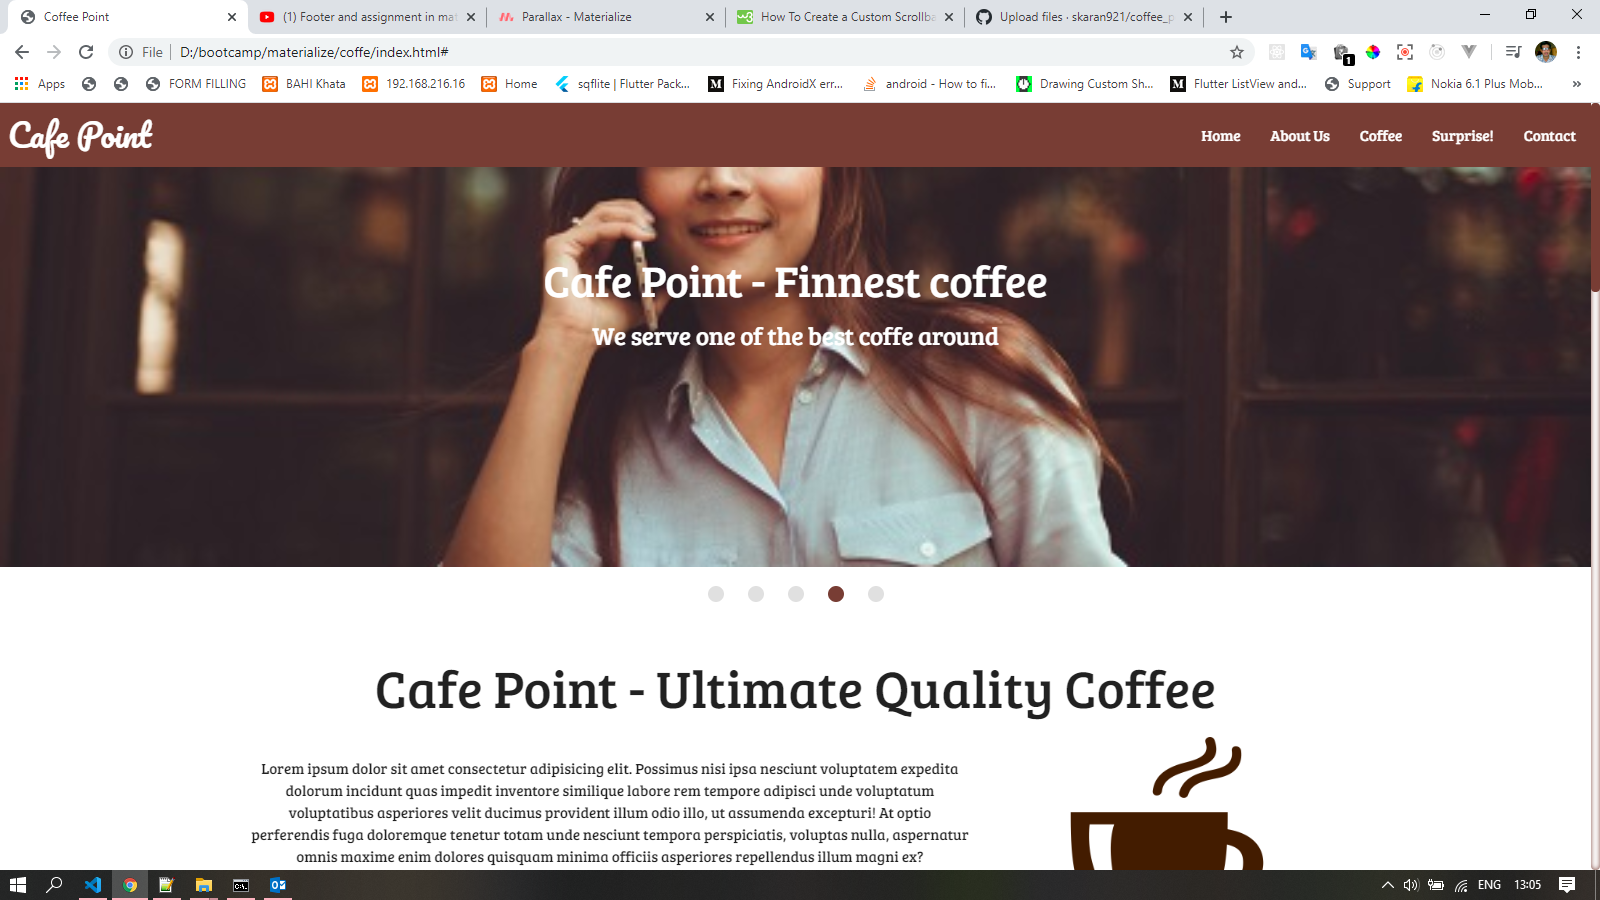 Coffee Point
(1) Footer and assignment in mat
Parallax - Materialize
How To Create a Custom Scrollba
Upload files · skaran921/coffee_p
File
D:/bootcamp/materialize/coffe/index.html#
1
Apps
FORM FILLING
BAHI Khata
192.168.216.16
Home
sqflite | Flutter Pack...
Fixing AndroidX err...
android - How to fi...
Drawing Custom Sh...
Flutter ListView and...
Support
Nokia 6.1 Plus Mob...
»
Cafe Point
Home
About Us
Coffee
Surprise!
Contact
Cafe Point - Finnest coffee
We serve one of the best coffe around
Cafe Point - Ultimate Quality Coffee
Lorem ipsum dolor sit amet consectetur adipisicing elit. Possimus nisi ipsa nesciunt voluptatem expedita
dolorum incidunt quas impedit inventore similique labore rem tempore adipisci unde voluptatum
voluptatibus asperiores velit ducimus provident illum odio illo, ut assumenda excepturi! At optio
perferendis fuga doloremque tenetur totam unde nesciunt tempora perspiciatis, voluptas nulla, aspernatur
omnis maxime enim dolores quisquam minima officiis asperiores repellendus illum magni ex?
ENG
13:05